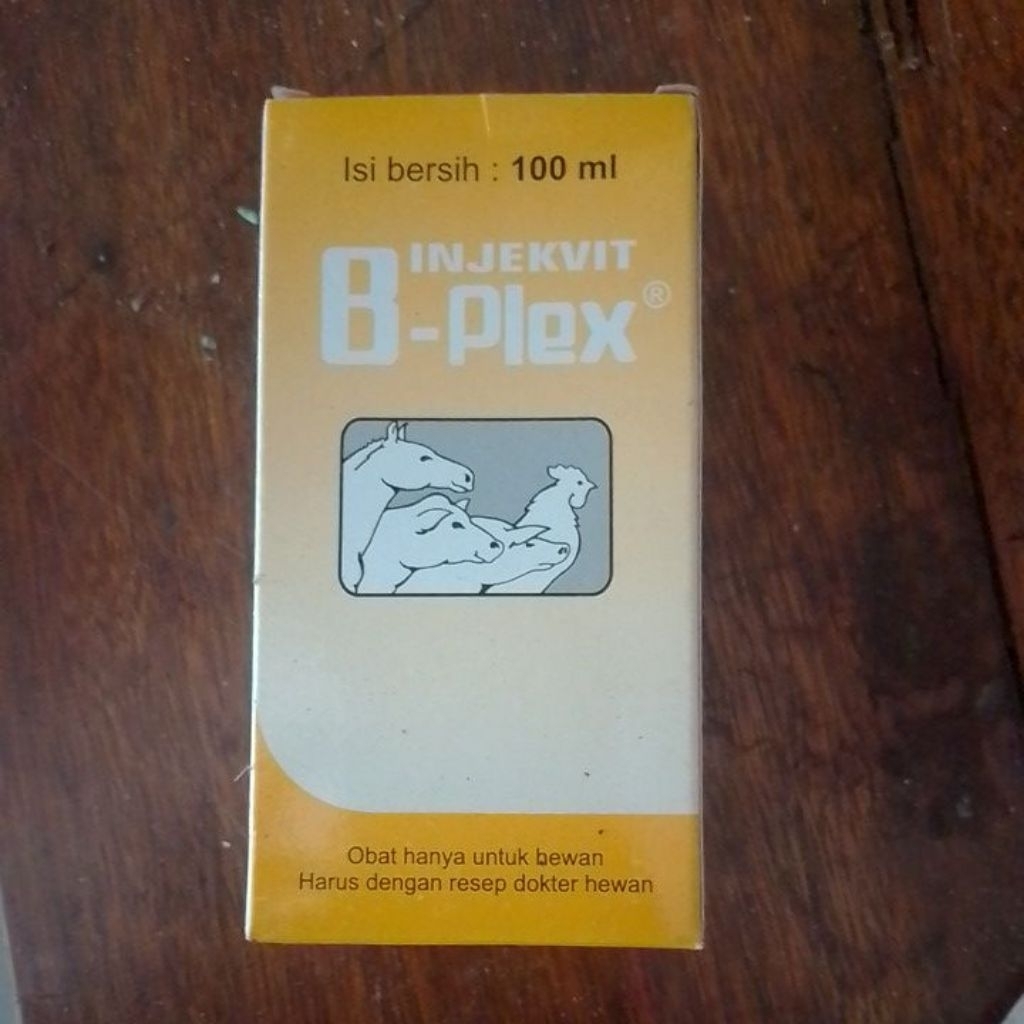 Isi bersih : 100 ml
INJEKVIT
B-Plex®
Obat hanya untuk hewan
Harus dengan resep dokter hewan